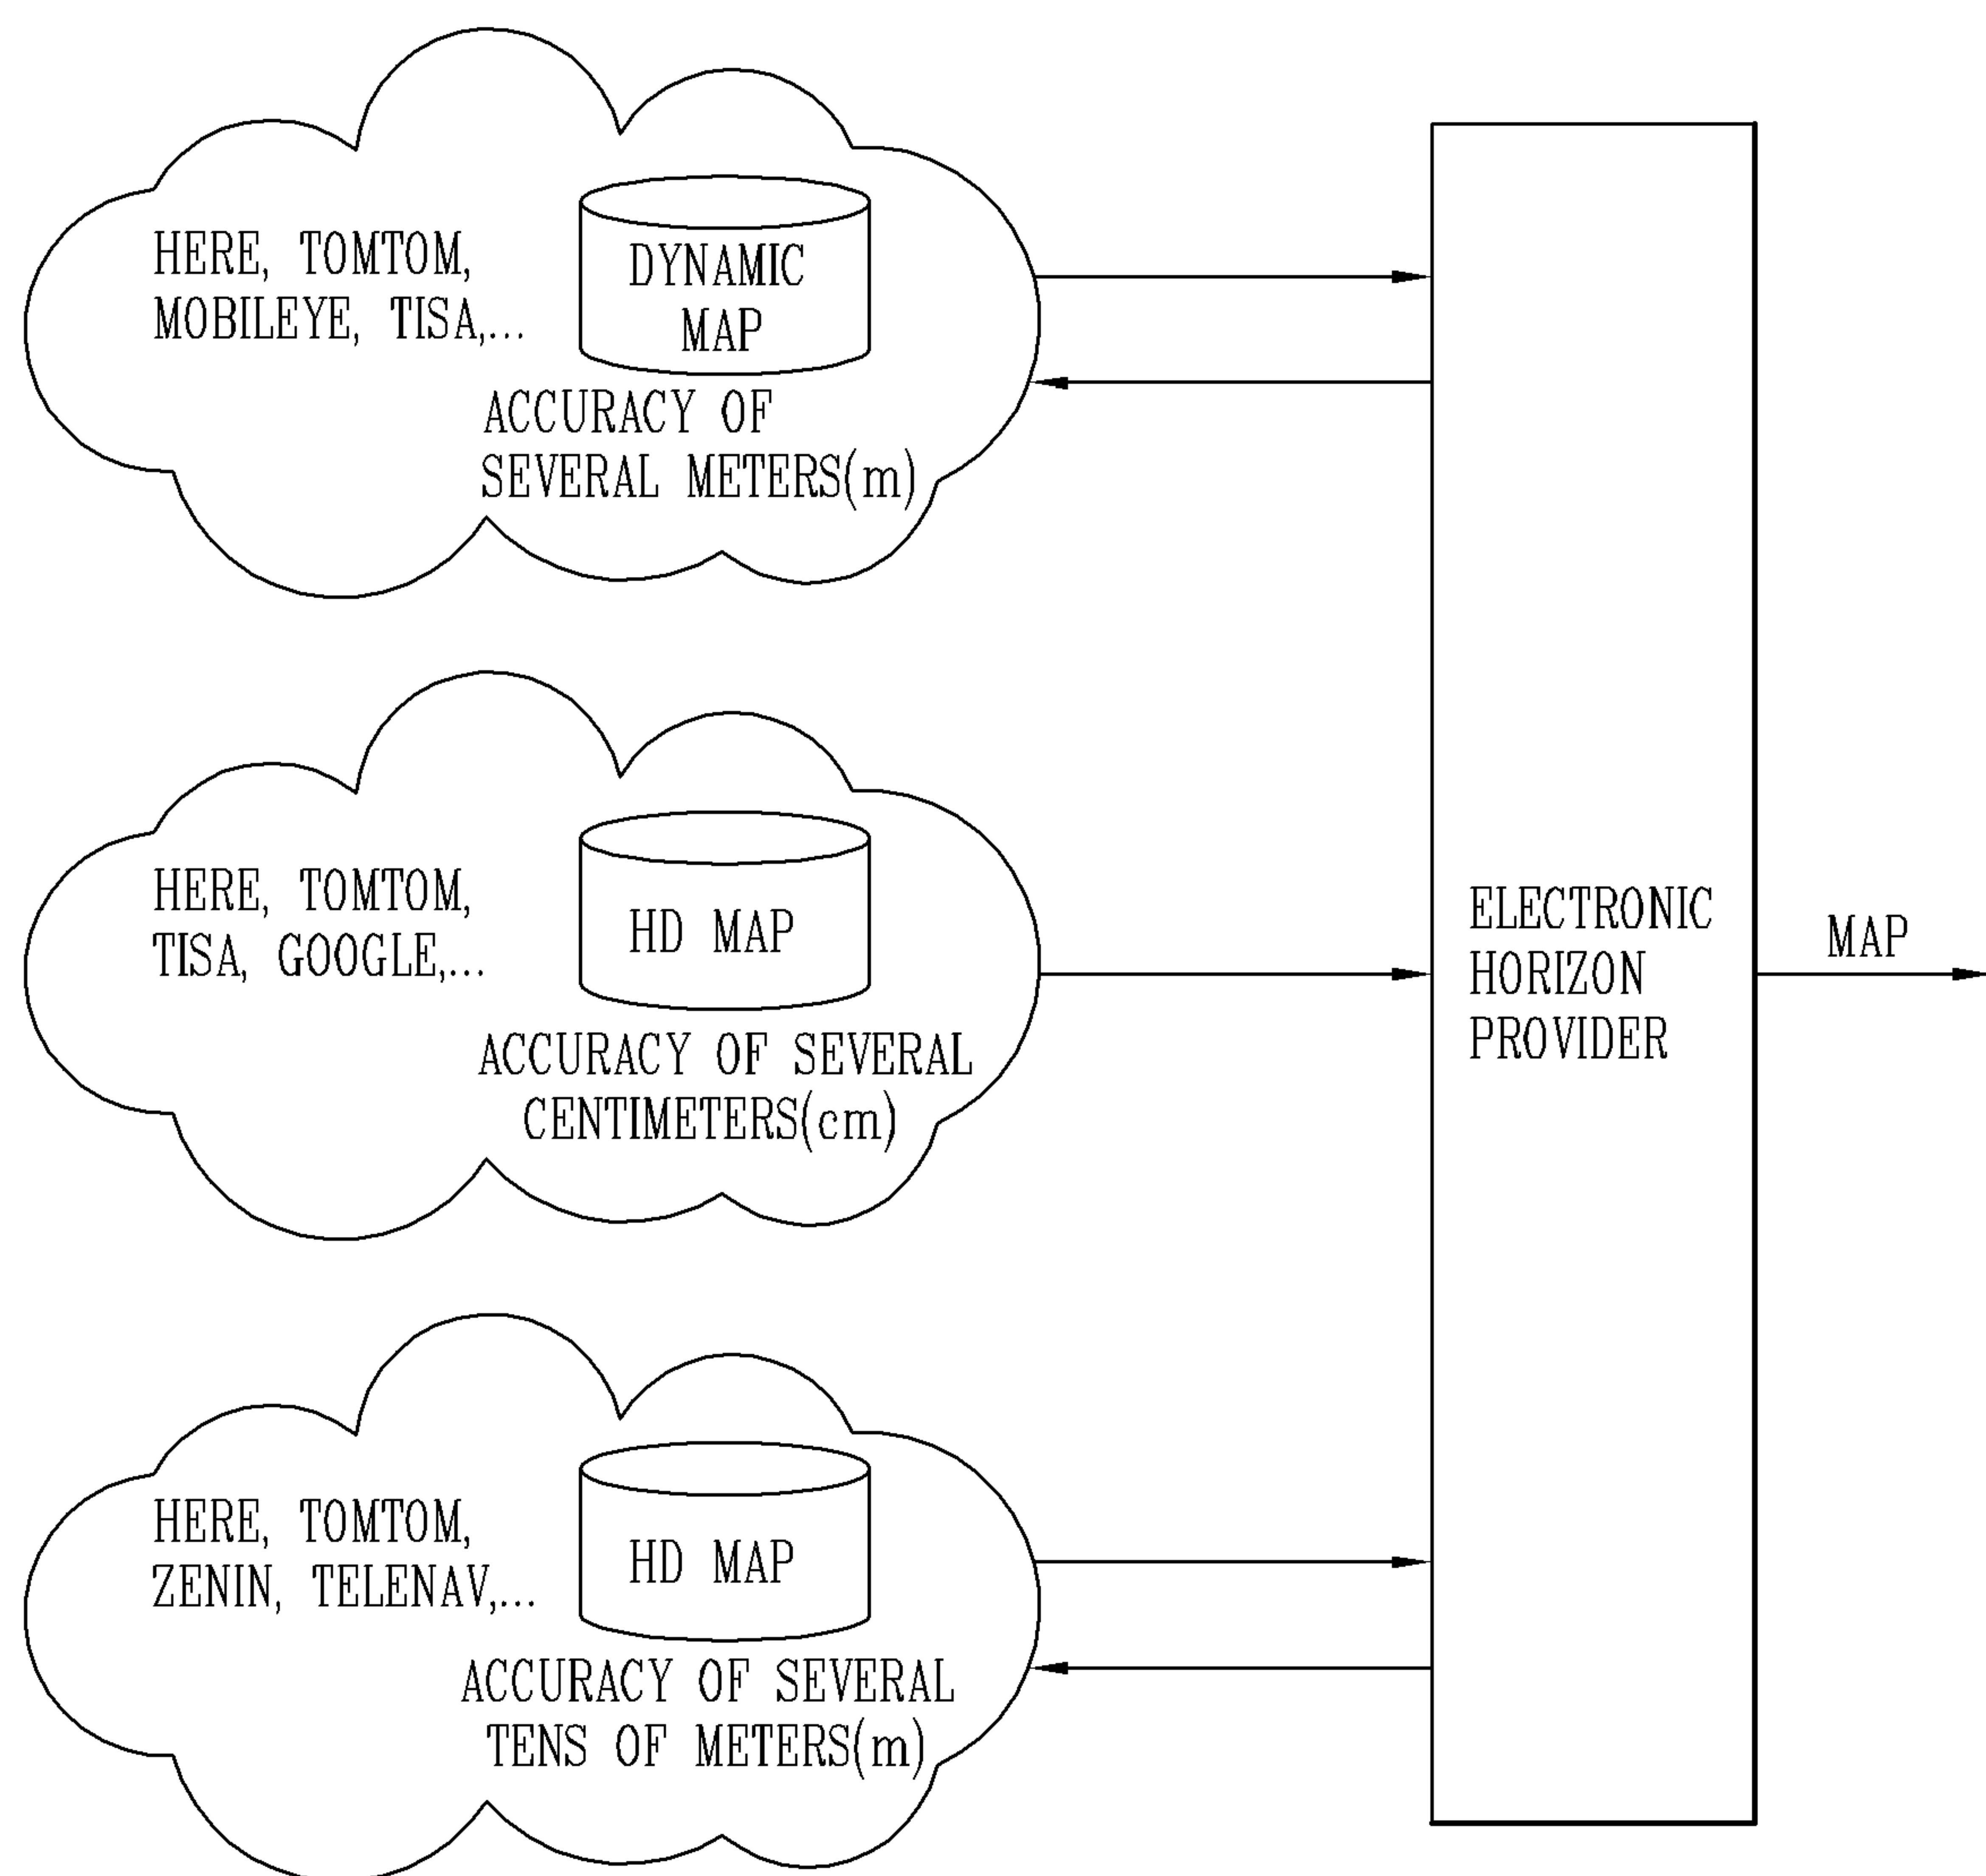 HERE, TOMTOM,
MOBILEYE, TISA,...
DYNAMIC
MAP
ACCURACY OF
SEVERAL METERS(m)
HERE, TOMTOM,
TISA, GOOGLE,...
HD MAP
ACCURACY OF SEVERAL
CENTIMETERS(cm)
HERE, TOMTOM,
ZENIN, TELENAV,...
HD MAP
ACCURACY OF SEVERAL
TENS OF METERS(m)
ELECTRONIC
HORIZON
PROVIDER
MAP